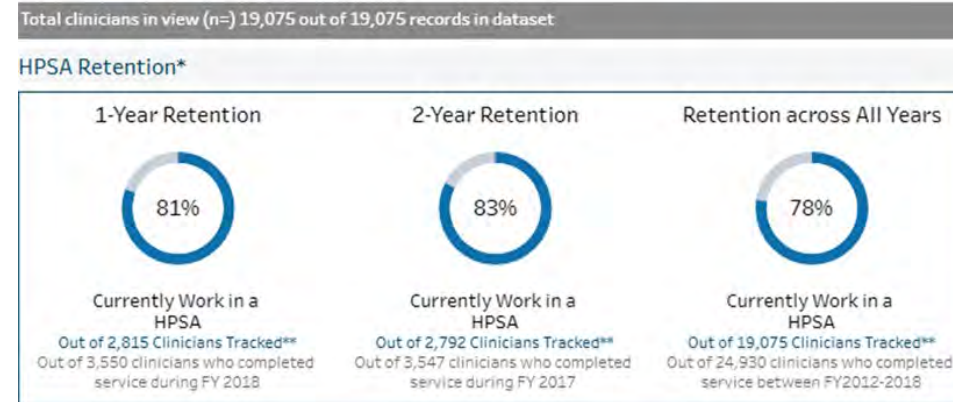 Total clinicians in view (n=) 19,075 out of 19,075 records in dataset
HPSA Retention*
1-Year Retention
81%
Currently Work in a
HPSA
Out of 2,815 Clinicians Tracked**
Out of 3,550 clinicians who completed
service during FY 2018
2-Year Retention
83%
Currently Work in a
HPSA
Out of 2,792 Clinicians Tracked**
Out of 3,547 clinicians who completed
service during FY 2017
Retention across All Years
78%
Currently Work in a
HPSA
Out of 19,075 Clinicians Tracked**
Out of 24,930 clinicians who completed
service between FY2012-2018